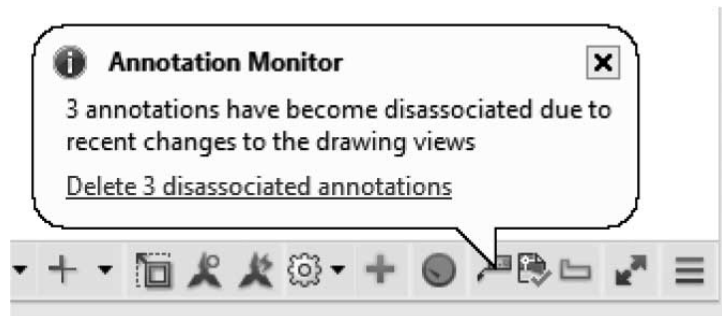 Annotation Monitor
3 annotations have become disassociated due to
recent changes to the drawing views
Delete 3 disassociated annotations